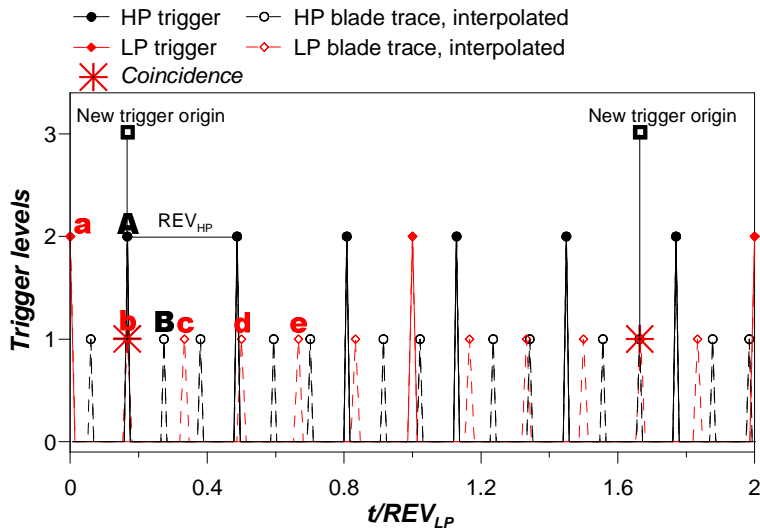 HP trigger HP blade trace, interpolated
LP trigger LP blade trace, interpolated
Coincidence
New trigger origin New trigger origin
3
a A REV_HP
2
b B c d e
1
0
Trigger levels
0 0.4 0.8 1.2 1.6 2
t/REV_LP